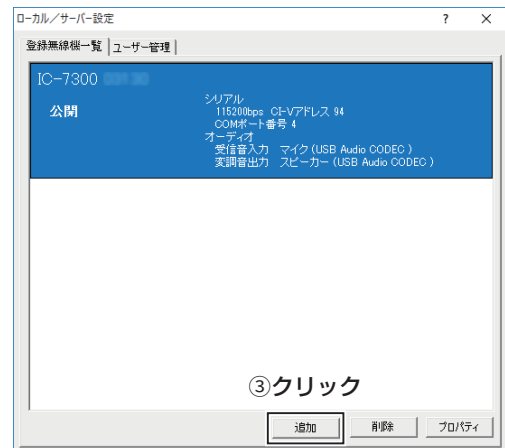 ローカル／サーバー設定 ? ×
登録無線機一覧 ユーザー管理
IC-7300
公開
シリアル
115200bps CI-Vアドレス 94
COMポート番号 4
オーディオ
受信音入力 マイク (USB Audio CODEC )
変調音出力 スピーカー (USB Audio CODEC )
③クリック
追加 削除 プロパティ